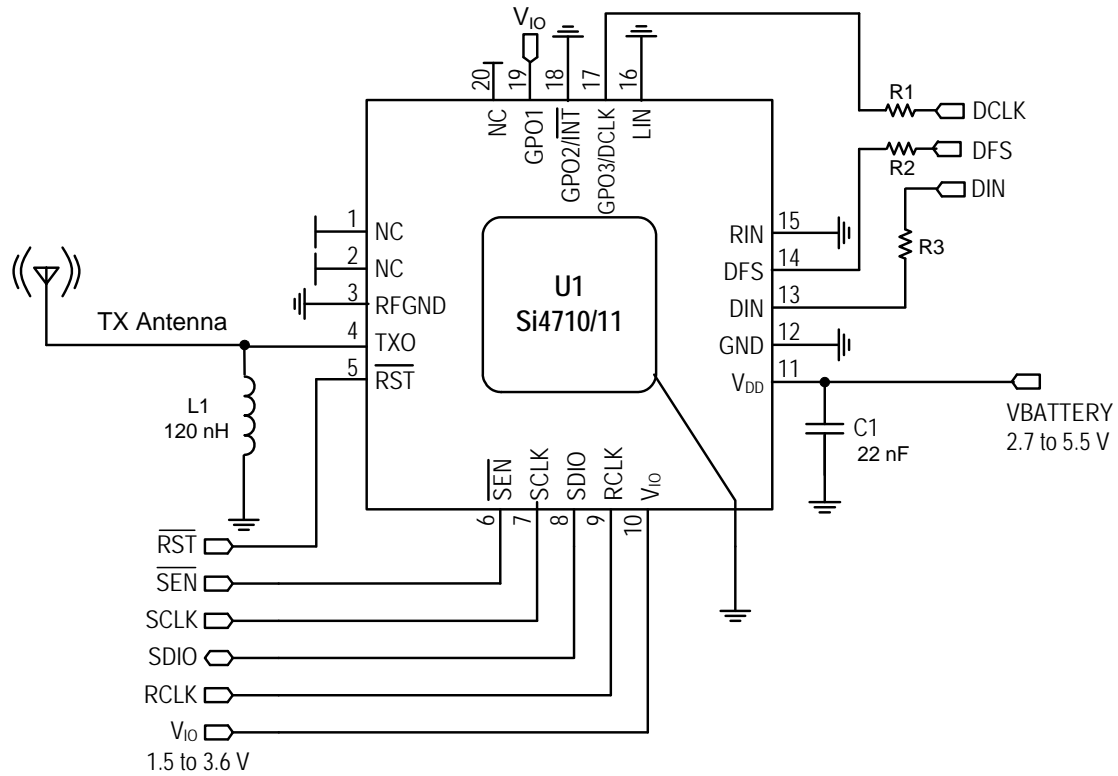 VIO
20
19
18
17
16
NC
GPO1
GPO2/INT
GPO3/DCLK
LIN
R1
DCLK
DFS
R2
DIN
R3
1
NC
2
NC
3
RFGND
4
TXO
5
RST
TX Antenna
L1
120 nH
U1
Si4710/11
RIN
15
DFS
14
DIN
13
GND
12
VDD
11
VBATTERY
2.7 to 5.5 V
C1
22 nF
SEN
SCLK
SDIO
RCLK
VIO
6
7
8
9
10
RST
SEN
SCLK
SDIO
RCLK
VIO
1.5 to 3.6 V